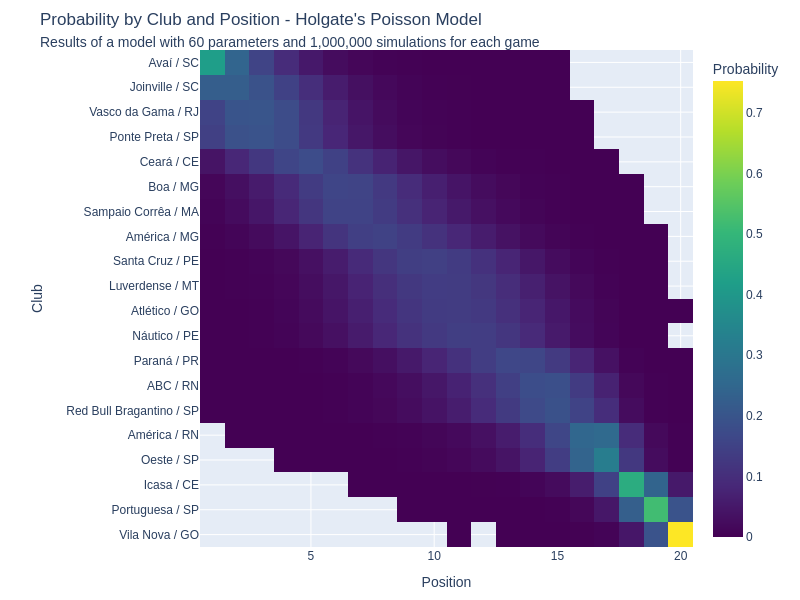 Probability by Club and Position - Holgate's Poisson Model
Results of a model with 60 parameters and 1,000,000 simulations for each game
Probability
Club
Avaí / SC
Joinville / SC
Vasco da Gama / RJ
Ponte Preta / SP
Ceará / CE
Boa / MG
Sampaio Corrêa / MA
América / MG
Santa Cruz / PE
Luverdense / MT
Atlético / GO
Náutico / PE
Paraná / PR
ABC / RN
Red Bull Bragantino / SP
América / RN
Oeste / SP
Icasa / CE
Portuguesa / SP
Vila Nova / GO
0.7
0.6
0.5
0.4
0.3
0.2
0.1
0
5 10 15 20
Position